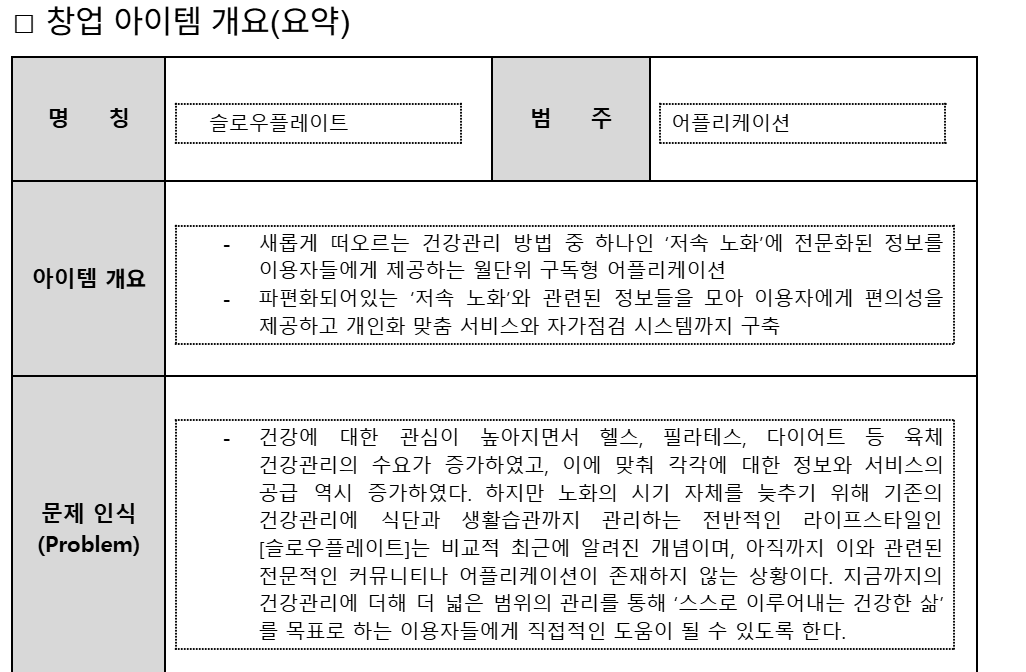 □ 창업 아이템 개요(요약)
명 칭
슬로우플레이트
범 주
어플리케이션
아이템 개요
- 새롭게 떠오르는 건강관리 방법 중 하나인 ‘저속 노화’에 전문화된 정보를
이용자들에게 제공하는 월단위 구독형 어플리케이션
- 파편화되어있는 ‘저속 노화’와 관련된 정보들을 모아 이용자에게 편의성을
제공하고 개인화 맞춤 서비스와 자가점검 시스템까지 구축
문제 인식
(Problem)
- 건강에 대한 관심이 높아지면서 헬스, 필라테스, 다이어트 등 육체
건강관리의 수요가 증가하였고, 이에 맞춰 각각에 대한 정보와 서비스의
공급 역시 증가하였다. 하지만 노화의 시기 자체를 늦추기 위해 기존의
건강관리에 식단과 생활습관까지 관리하는 전반적인 라이프스타일인
[슬로우플레이트]는 비교적 최근에 알려진 개념이며, 아직까지 이와 관련된
전문적인 커뮤니티나 어플리케이션이 존재하지 않는 상황이다. 지금까지의
건강관리에 더해 더 넓은 범위의 관리를 통해 ‘스스로 이루어내는 건강한 삶’
를 목표로 하는 이용자들에게 직접적인 도움이 될 수 있도록 한다.